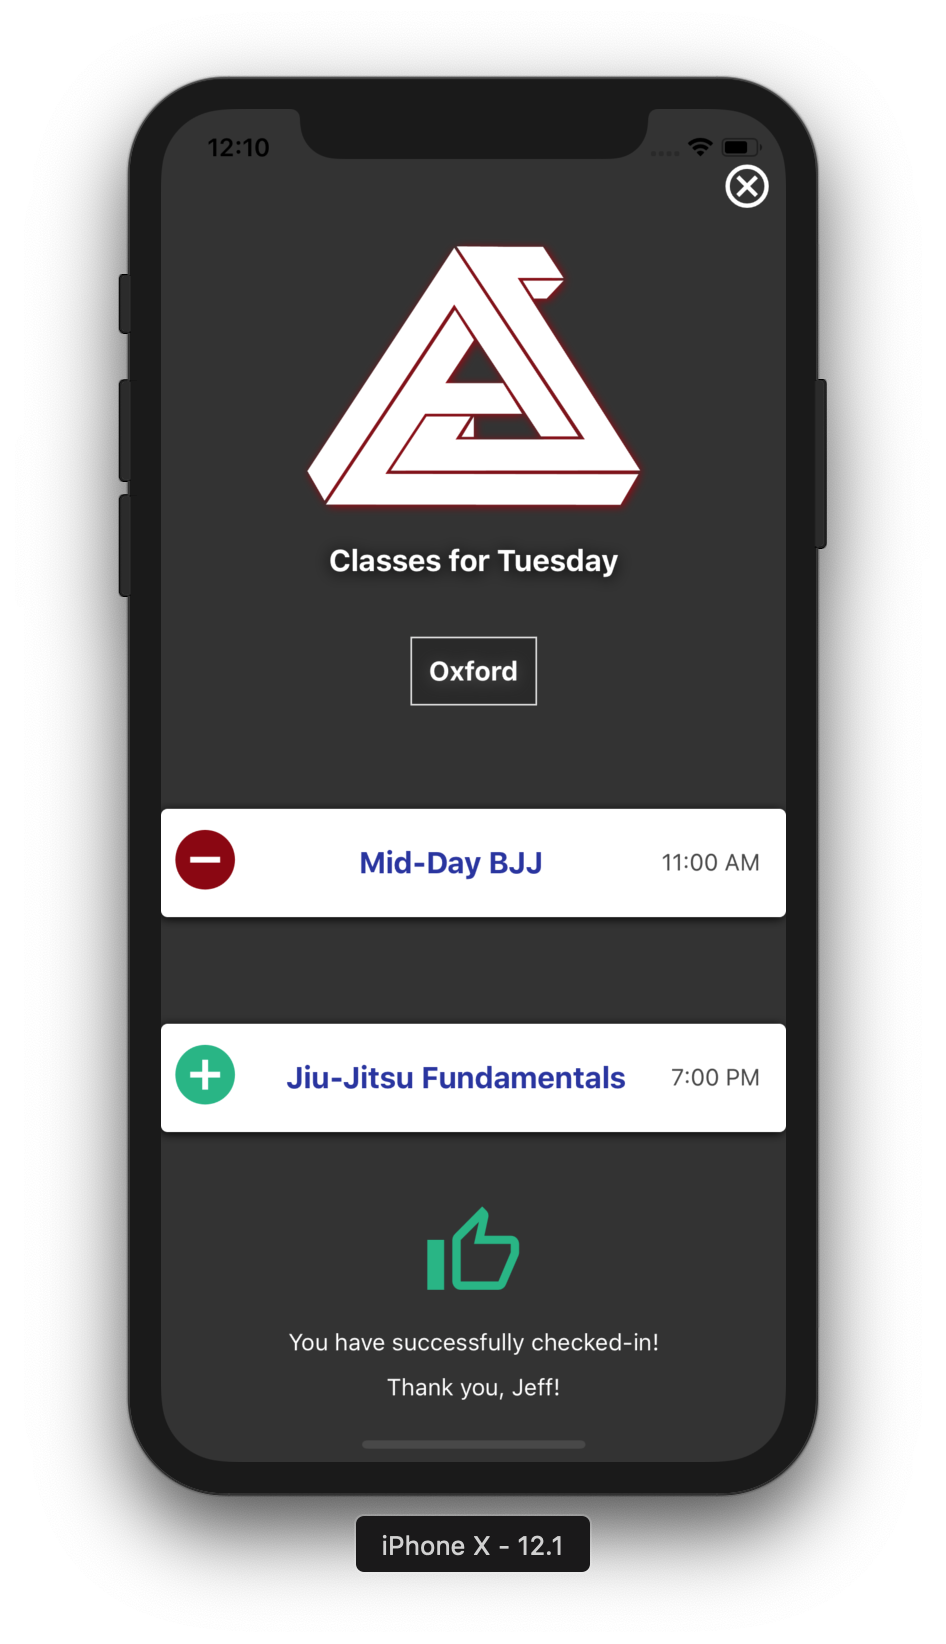 12:10
Classes for Tuesday
Oxford
Mid-Day BJJ 11:00 AM
Jiu-Jitsu Fundamentals 7:00 PM
You have successfully checked-in!
Thank you, Jeff!
iPhone X - 12.1